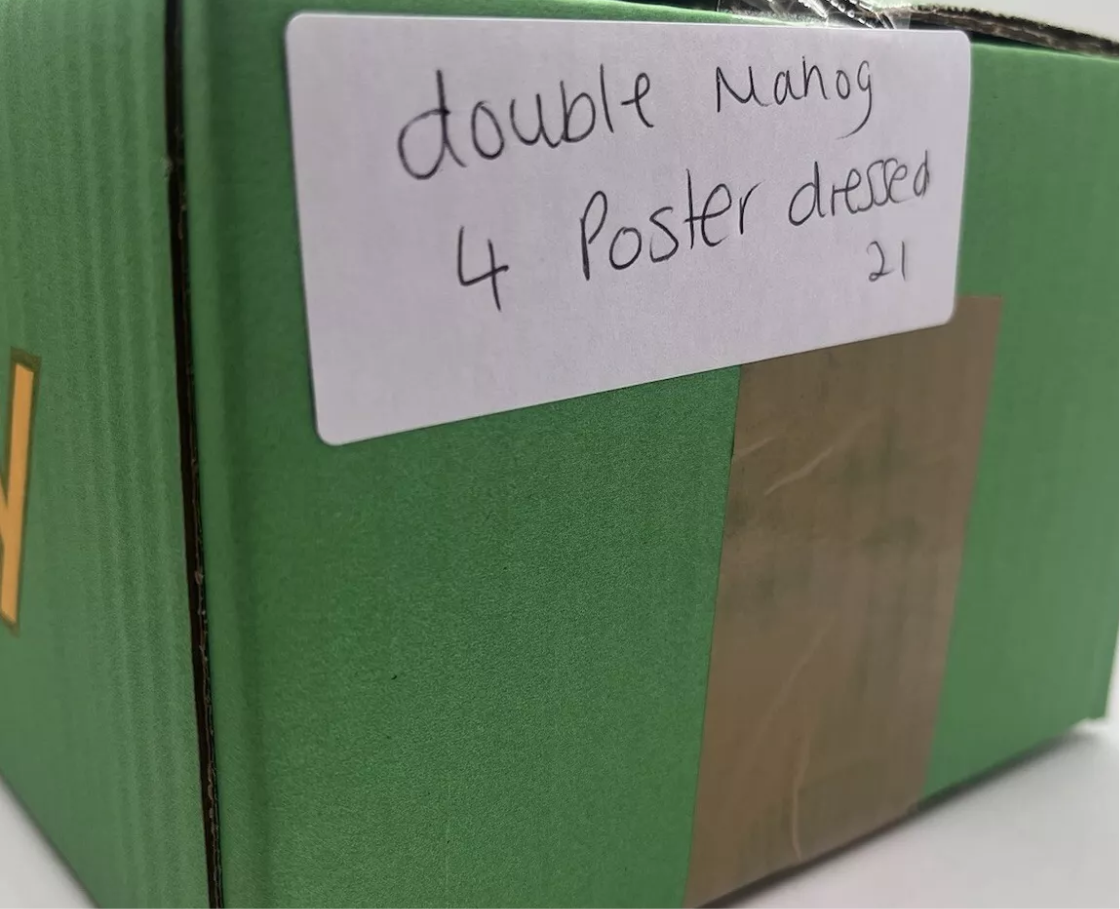 double Mahog
4 Poster dressed
21